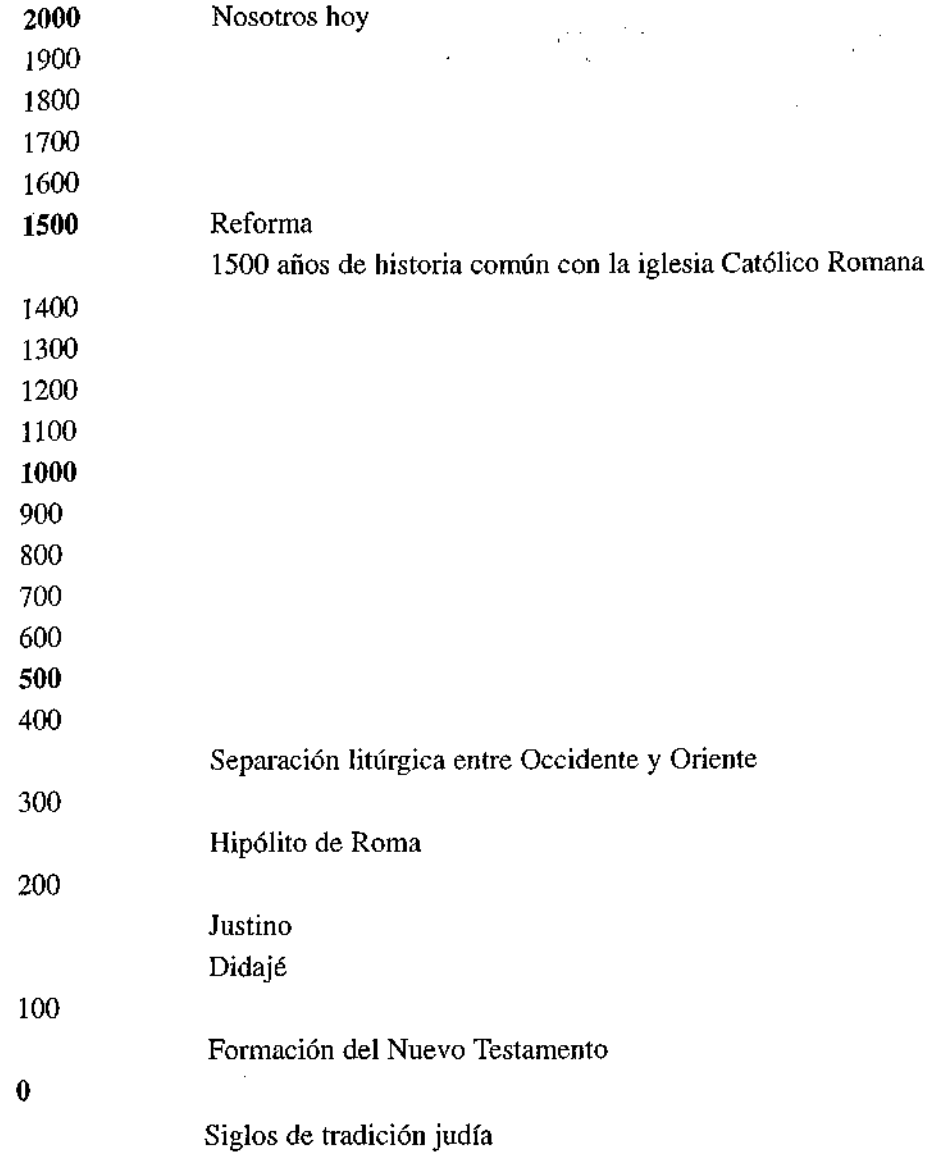 2000 Nosotros hoy
1900
1800
1700
1600
1500 Reforma
1500 años de historia común con la iglesia Católico Romana
1400
1300
1200
1100
1000
900
800
700
600
500
400
Separación litúrgica entre Occidente y Oriente
300
Hipólito de Roma
200
Justino
Didajé
100
Formación del Nuevo Testamento
0
Siglos de tradición judía